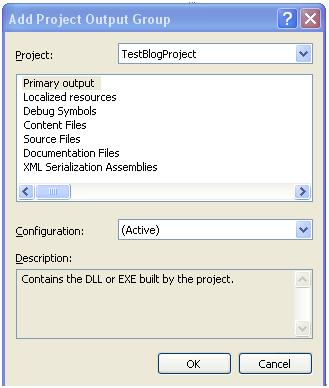 Add Project Output Group
Project:
TestBlogProject
Primary output
Localized resources
Debug Symbols
Content Files
Source Files
Documentation Files
XML Serialization Assemblies
Configuration:
(Active)
Description:
Contains the DLL or EXE built by the project.
OK
Cancel